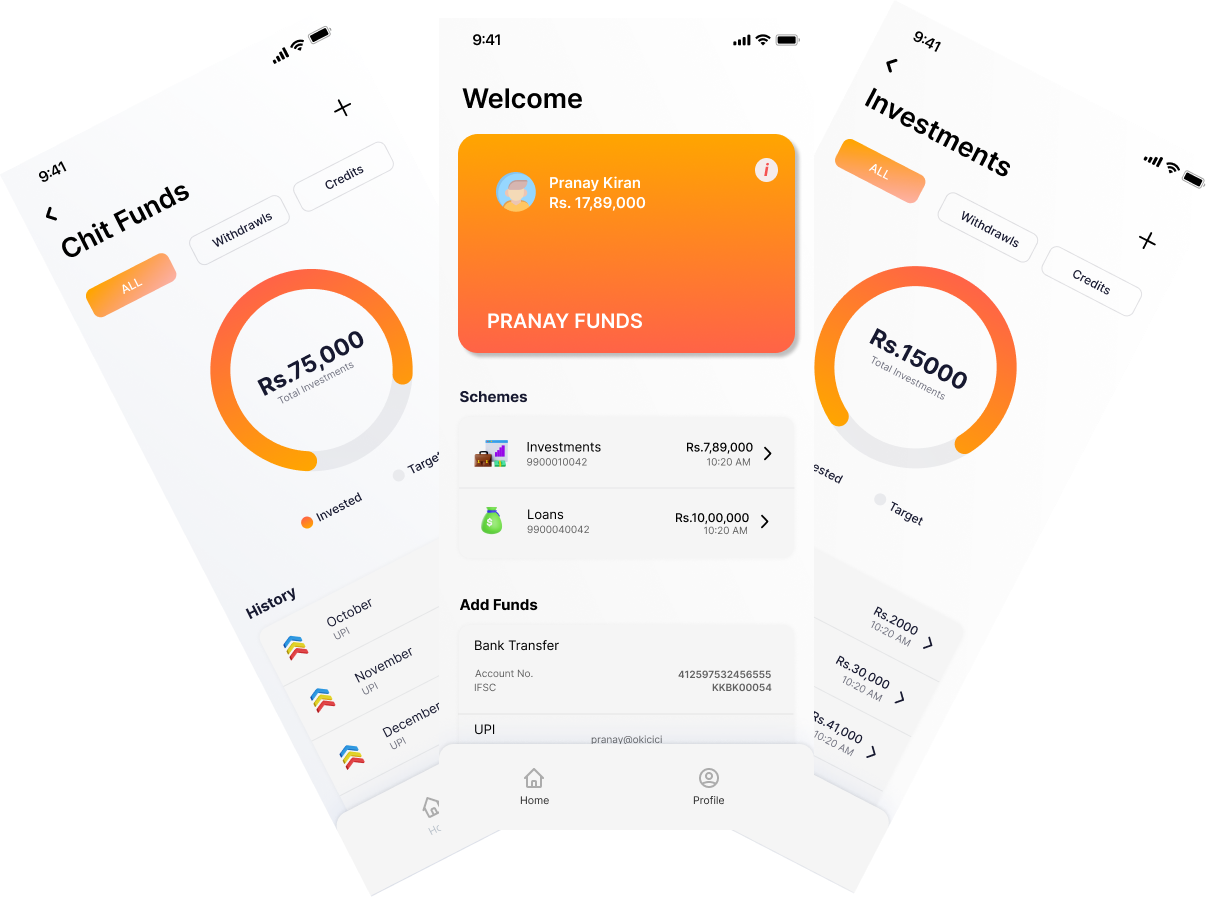 9:41
Chit Funds
ALL
Withdrawls
Credits
Rs.75,000
Total Investments
Invested
Target
History
October
UPI
November
UPI
December
UPI
9:41
Welcome
i
Pranay Kiran
Rs. 17,89,000
PRANAY FUNDS
Schemes
Investments
9900010042
Rs.7,89,000
10:20 AM
Loans
9900040042
Rs.10,00,000
10:20 AM
$
Add Funds
Bank Transfer
Account No. 412597532456555
IFSC KKBK00054
UPI
pranay@okicici
Home
Profile
9:41
Investments
ALL
Withdrawls
Credits
Rs.15000
Total Investments
Target
Rs.2000
10:20 AM
Rs.30,000
10:20 AM
Rs.41,000
10:20 AM